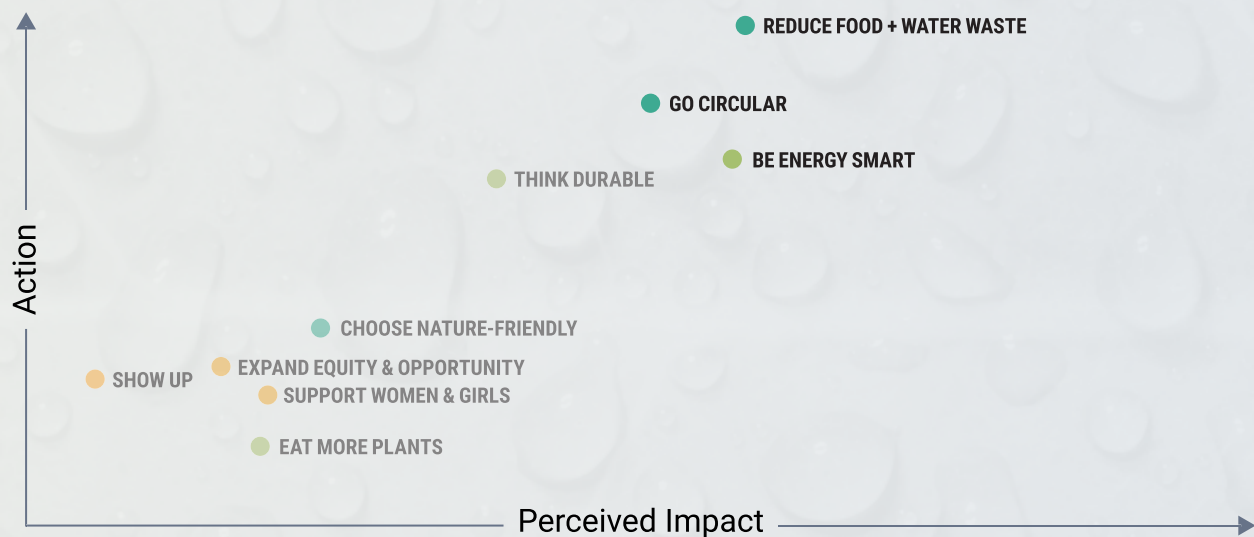 REDUCE FOOD + WATER WASTE
GO CIRCULAR
BE ENERGY SMART
THINK DURABLE
Action
CHOOSE NATURE-FRIENDLY
EXPAND EQUITY & OPPORTUNITY
SHOW UP
SUPPORT WOMEN & GIRLS
EAT MORE PLANTS
Perceived Impact